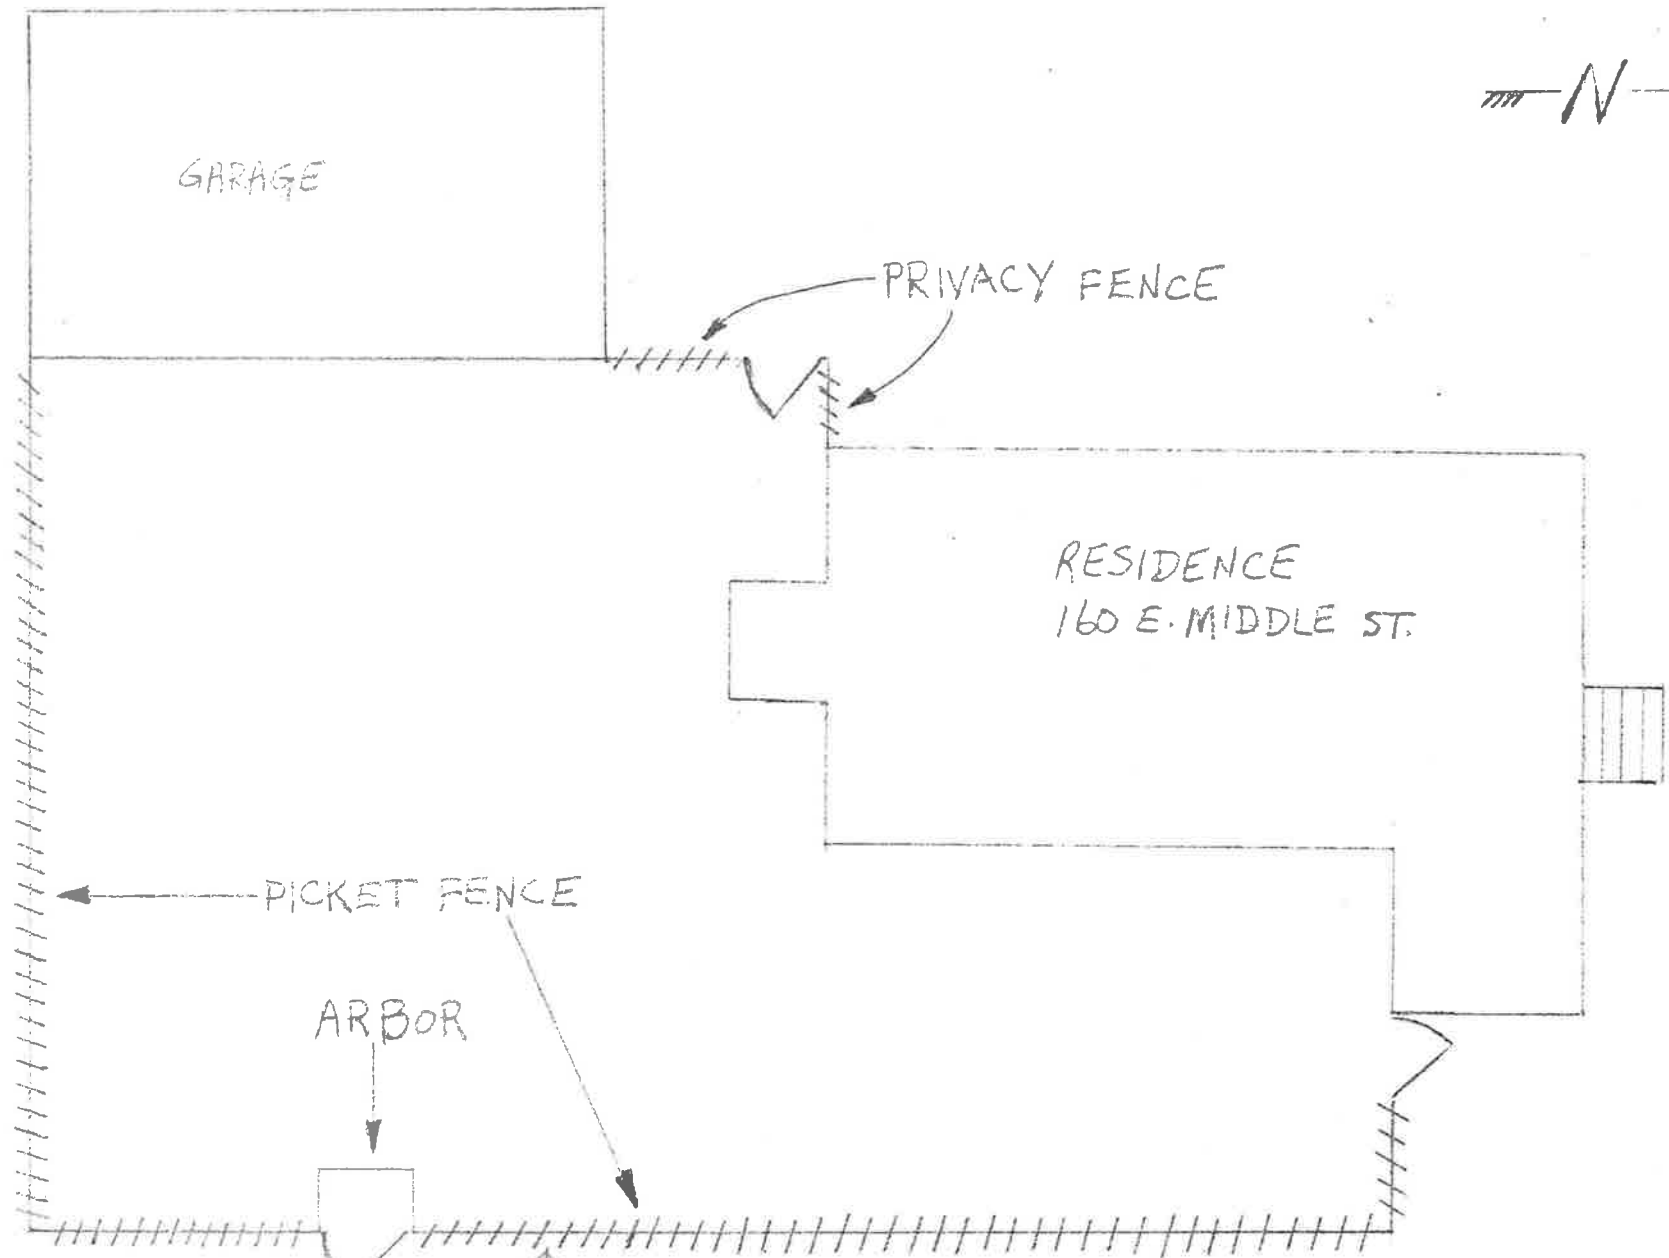 N
GARAGE
PRIVACY FENCE
RESIDENCE
160 E. MIDDLE ST.
PICKET FENCE
ARBOR